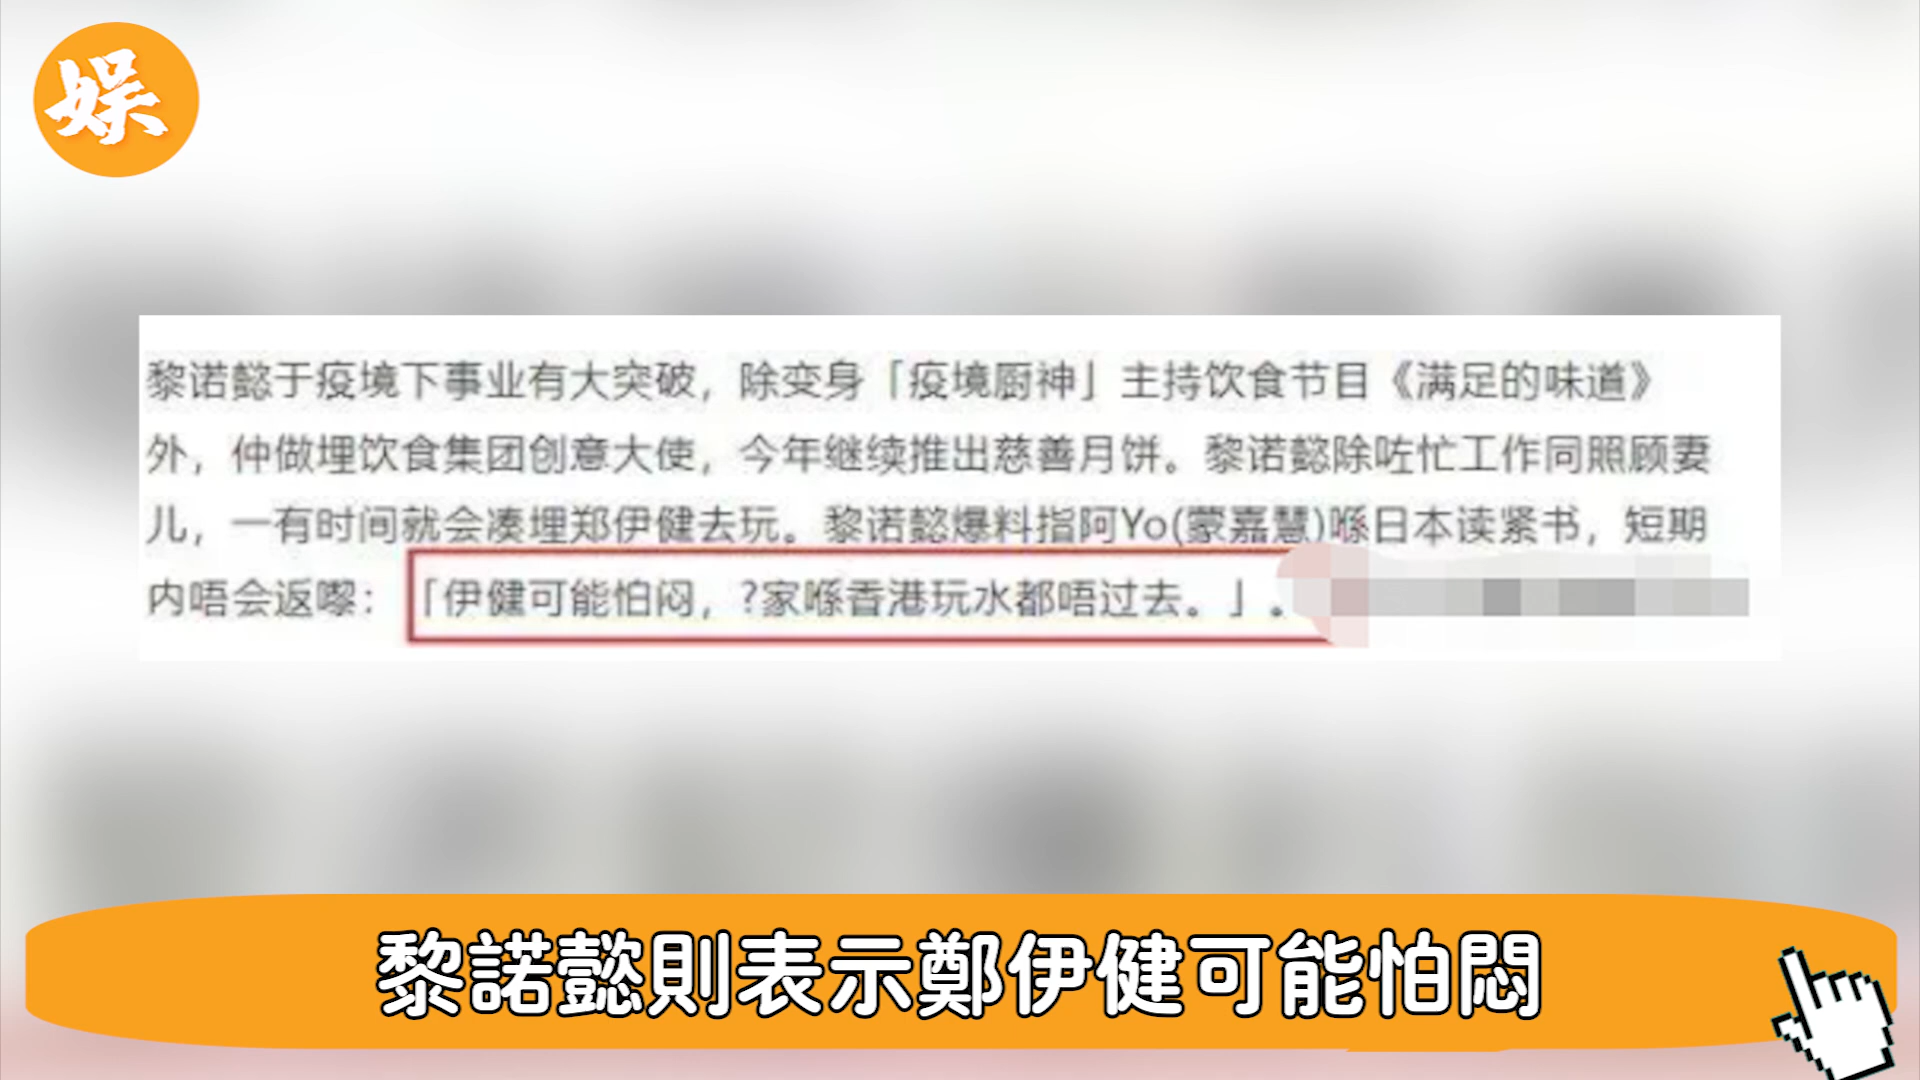 娱
黎诺懿于疫境下事业有大突破，除变身「疫境厨神」主持饮食节目《满足的味道》
外，仲做埋饮食集团创意大使，今年继续推出慈善月饼。黎诺懿除咗忙工作同照顾妻
儿，一有时间就会凑埋郑伊健去玩。黎诺懿爆料指阿Yo(蒙嘉慧)喺日本读紧书，短期
内唔会返嚟：「伊健可能怕闷，?家喺香港玩水都唔过去。」。
黎諾懿則表示鄭伊健可能怕悶